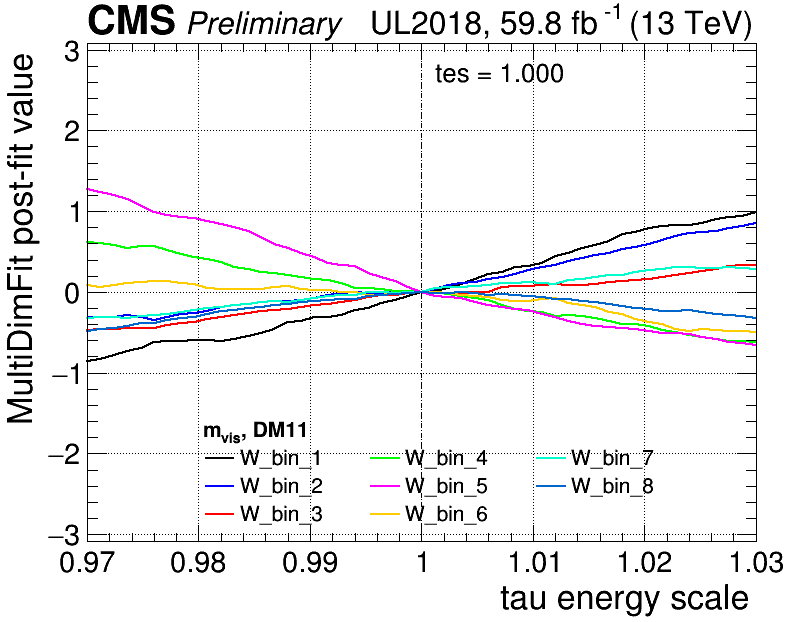 CMS Preliminary UL2018, 59.8 fb -1 (13 TeV)
tes = 1.000
MultiDimFit post-fit value
3
2
1
0
−1
−2
−3
m_vis, DM11
W_bin_1 W_bin_4 W_bin_7
W_bin_2 W_bin_5 W_bin_8
W_bin_3 W_bin_6
0.97 0.98 0.99 1 1.01 1.02 1.03
tau energy scale